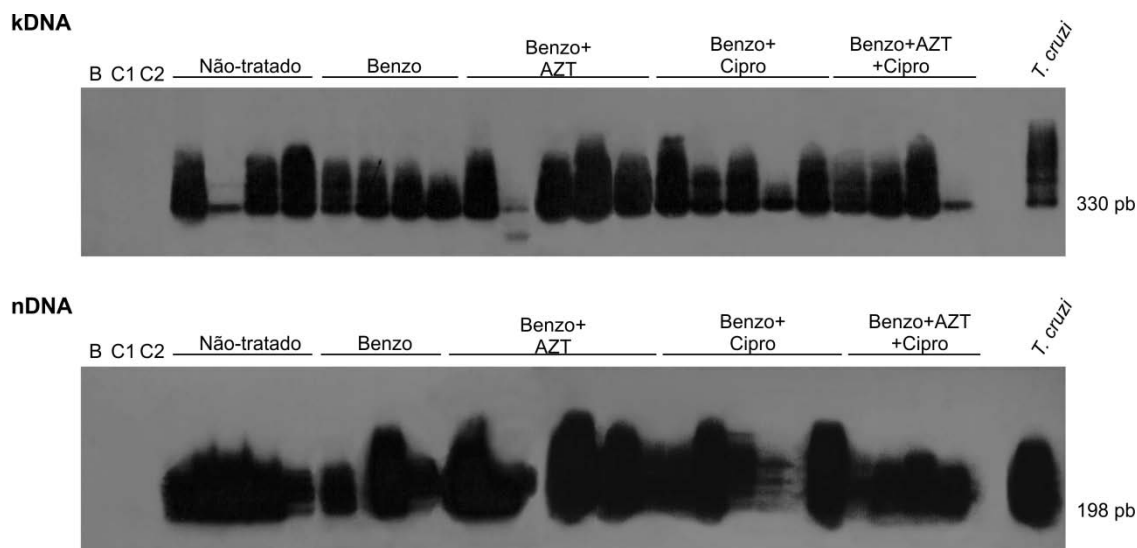 kDNA
B C1 C2 Não-tratado Benzo Benzo+
AZT Benzo+
Cipro Benzo+AZT
+Cipro T. cruzi
330 pb
nDNA
B C1 C2 Não-tratado Benzo Benzo+
AZT Benzo+
Cipro Benzo+AZT
+Cipro T. cruzi
198 pb